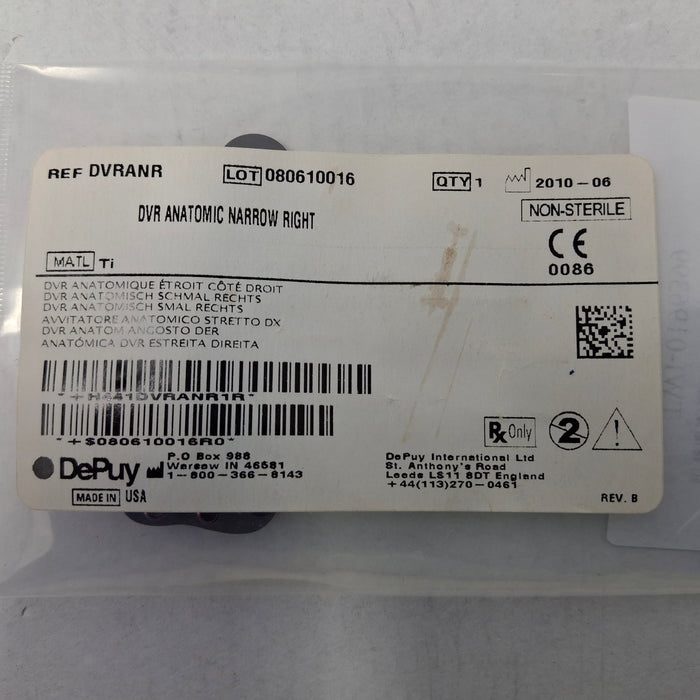 REF DVRANR LOT 080610016 QTY 1 2010-06
DVR ANATOMIC NARROW RIGHT NON-STERILE
CE
0086
MATL Ti
DVR ANATOMIQUE ÉTROIT CÔTÉ DROIT
DVR ANATOMISCH SCHMAL RECHTS
DVR ANATOMISCH SMAL RECHTS
AVVITATORE ANATOMICO STRETTO DX
DVR ANATOM ANGOSTO DER
ANATÓMICA DVR ESTREITA DIREITA
*+H441DVRANR1R*
*+$080610016R0*
Rx Only 2
DePuy P.O Box 988
Warsaw IN 46581
1-800-366-8143
MADE IN USA
DePuy International Ltd
St. Anthony's Road
Leeds LS11 8DT England
+44(113)270-0461
REV. B